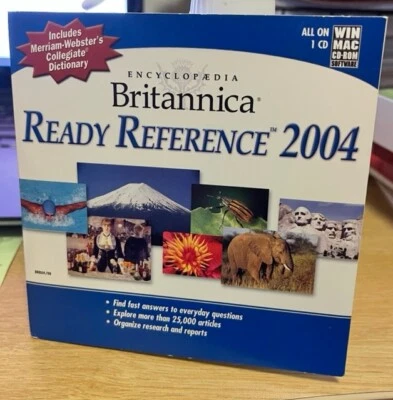 Includes
Merriam-Webster's
Collegiate®
Dictionary
ALL ON
1 CD
WIN
MAC
CD-ROM
SOFTWARE
ENCYCLOPÆDIA
Britannica®
READY REFERENCE™ 2004
• Find fast answers to everyday questions
• Explore more than 25,000 articles
• Organize research and reports